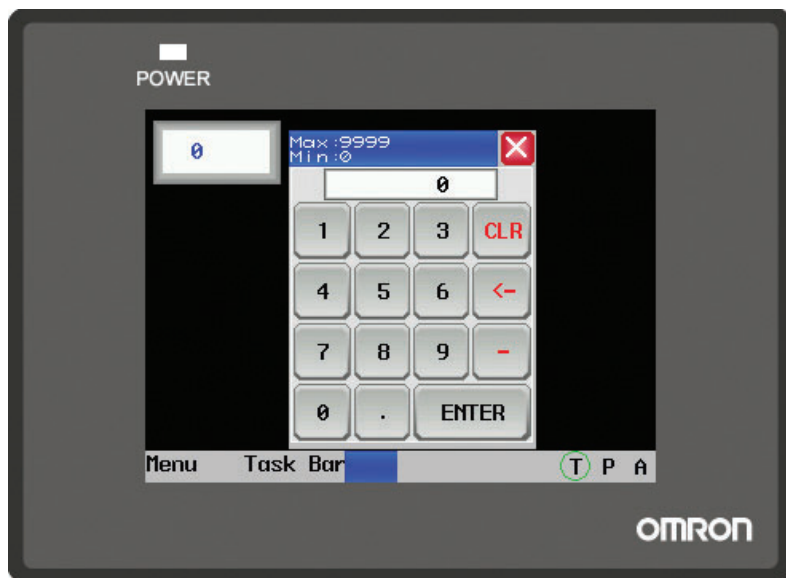 POWER
0
Max:9999
Min:0
0
1 2 3 CLR
4 5 6 <-
7 8 9 -
0 . ENTER
Menu Task Bar T P A
OMRON